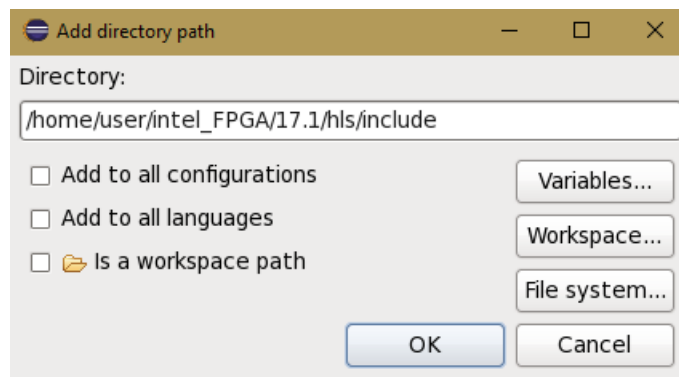 Add directory path
Directory:
/home/user/intel_FPGA/17.1/hls/include
Add to all configurations
Variables...
Add to all languages
Workspace...
Is a workspace path
File system...
OK
Cancel